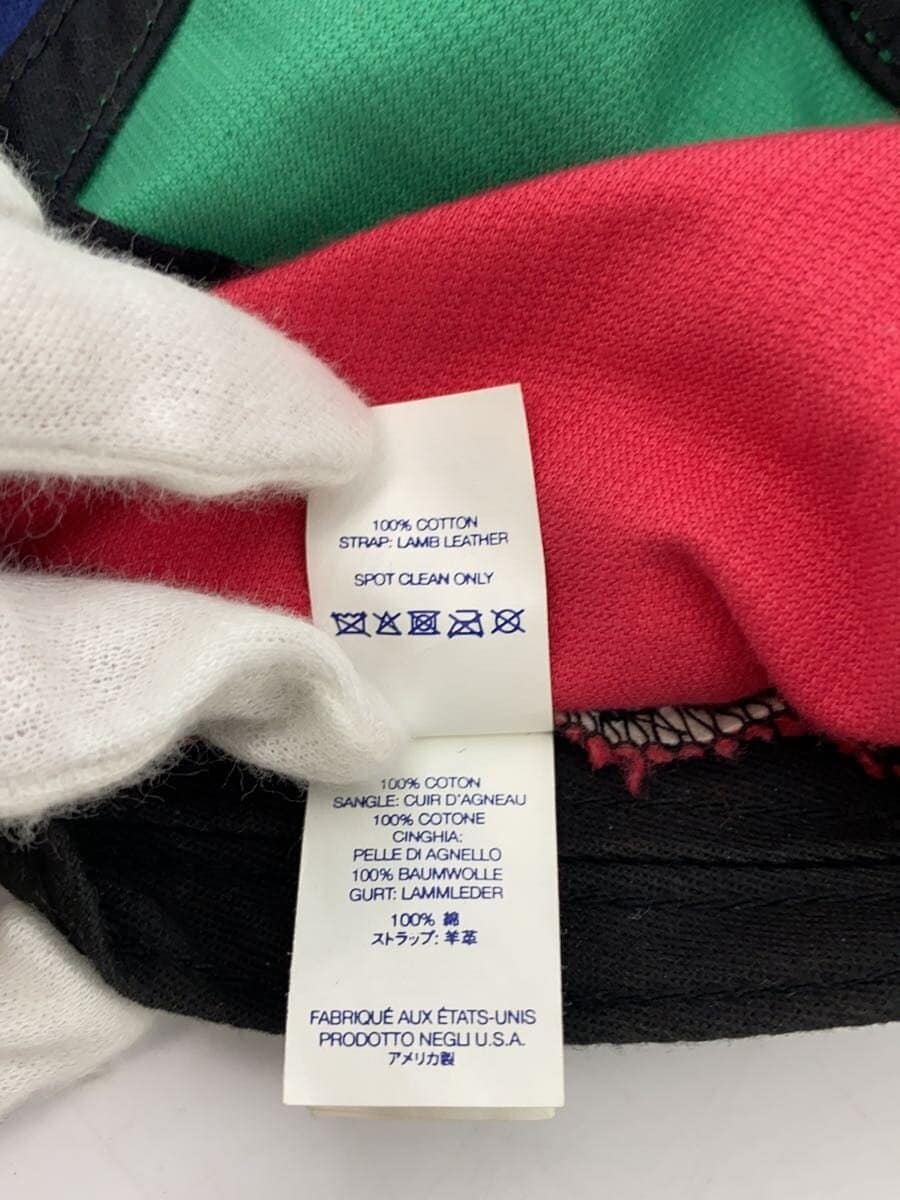 100% COTTON
STRAP: LAMB LEATHER
SPOT CLEAN ONLY
100% COTON
SANGLE: CUIR D'AGNEAU
100% COTONE
CINGHIA:
PELLE DI AGNELLO
100% BAUMWOLLE
GURT: LAMMLEDER
100% 綿
ストラップ: 羊革
FABRIQUÉ AUX ÉTATS-UNIS
PRODOTTO NEGLI U.S.A.
アメリカ製